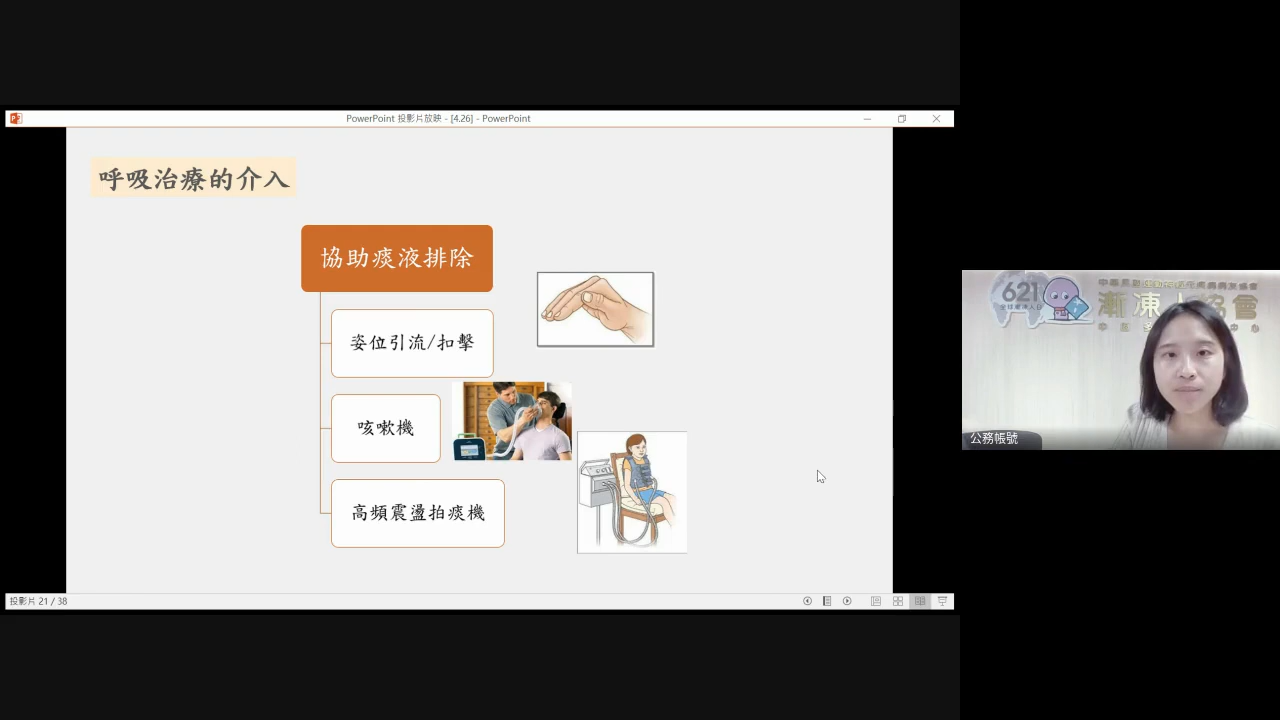 PowerPoint 投影片放映 - [4.26] - PowerPoint
呼吸治療的介入
協助痰液排除
姿位引流/扣擊
咳嗽機
高頻震盪拍痰機
投影片 21 / 38
621
漸凍人協會
公務帳號